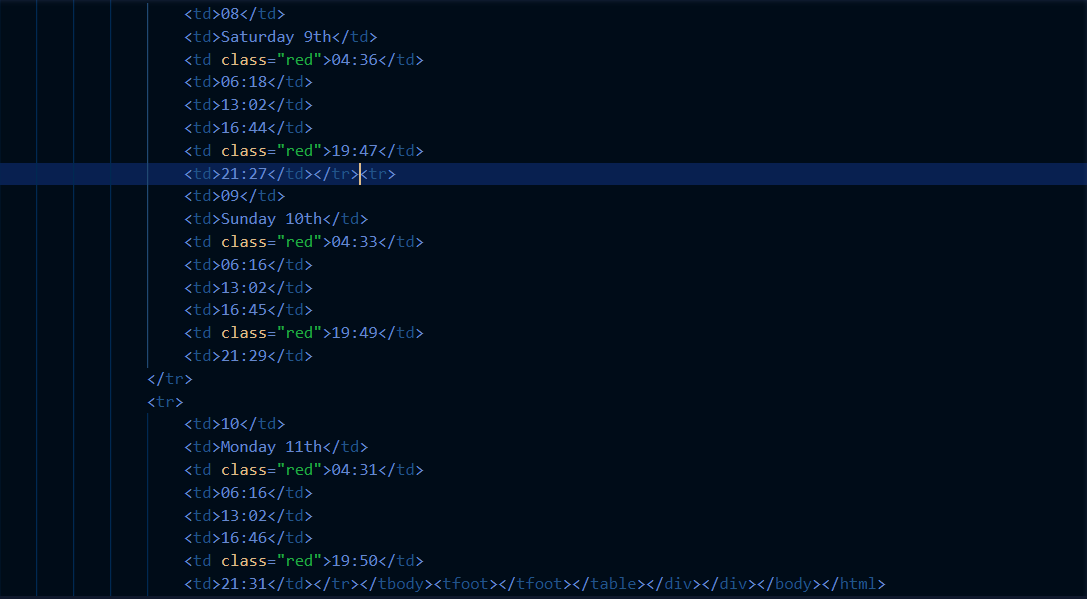 <td>08</td>
<td>Saturday 9th</td>
<td class="red">04:36</td>
<td>06:18</td>
<td>13:02</td>
<td>16:44</td>
<td class="red">19:47</td>
<td>21:27</td></tr><tr>
<td>09</td>
<td>Sunday 10th</td>
<td class="red">04:33</td>
<td>06:16</td>
<td>13:02</td>
<td>16:45</td>
<td class="red">19:49</td>
<td>21:29</td>
</tr>
<tr>
<td>10</td>
<td>Monday 11th</td>
<td class="red">04:31</td>
<td>06:16</td>
<td>13:02</td>
<td>16:46</td>
<td class="red">19:50</td>
<td>21:31</td></tr></tbody><tfoot></tfoot></table></div></div></body></html>